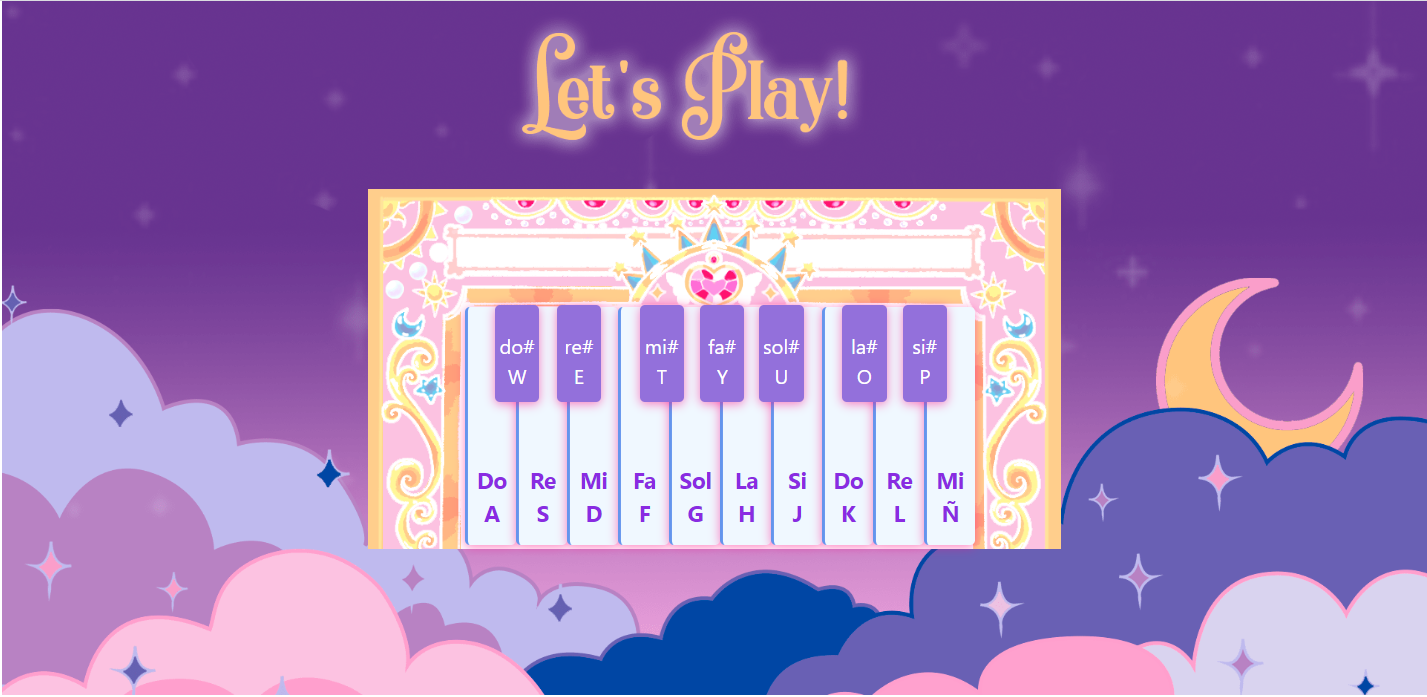 Let's Play!
do# re# mi# fa# sol# la# si#
W E T Y U O P
Do Re Mi Fa Sol La Si Do Re Mi
A S D F G H J K L Ñ